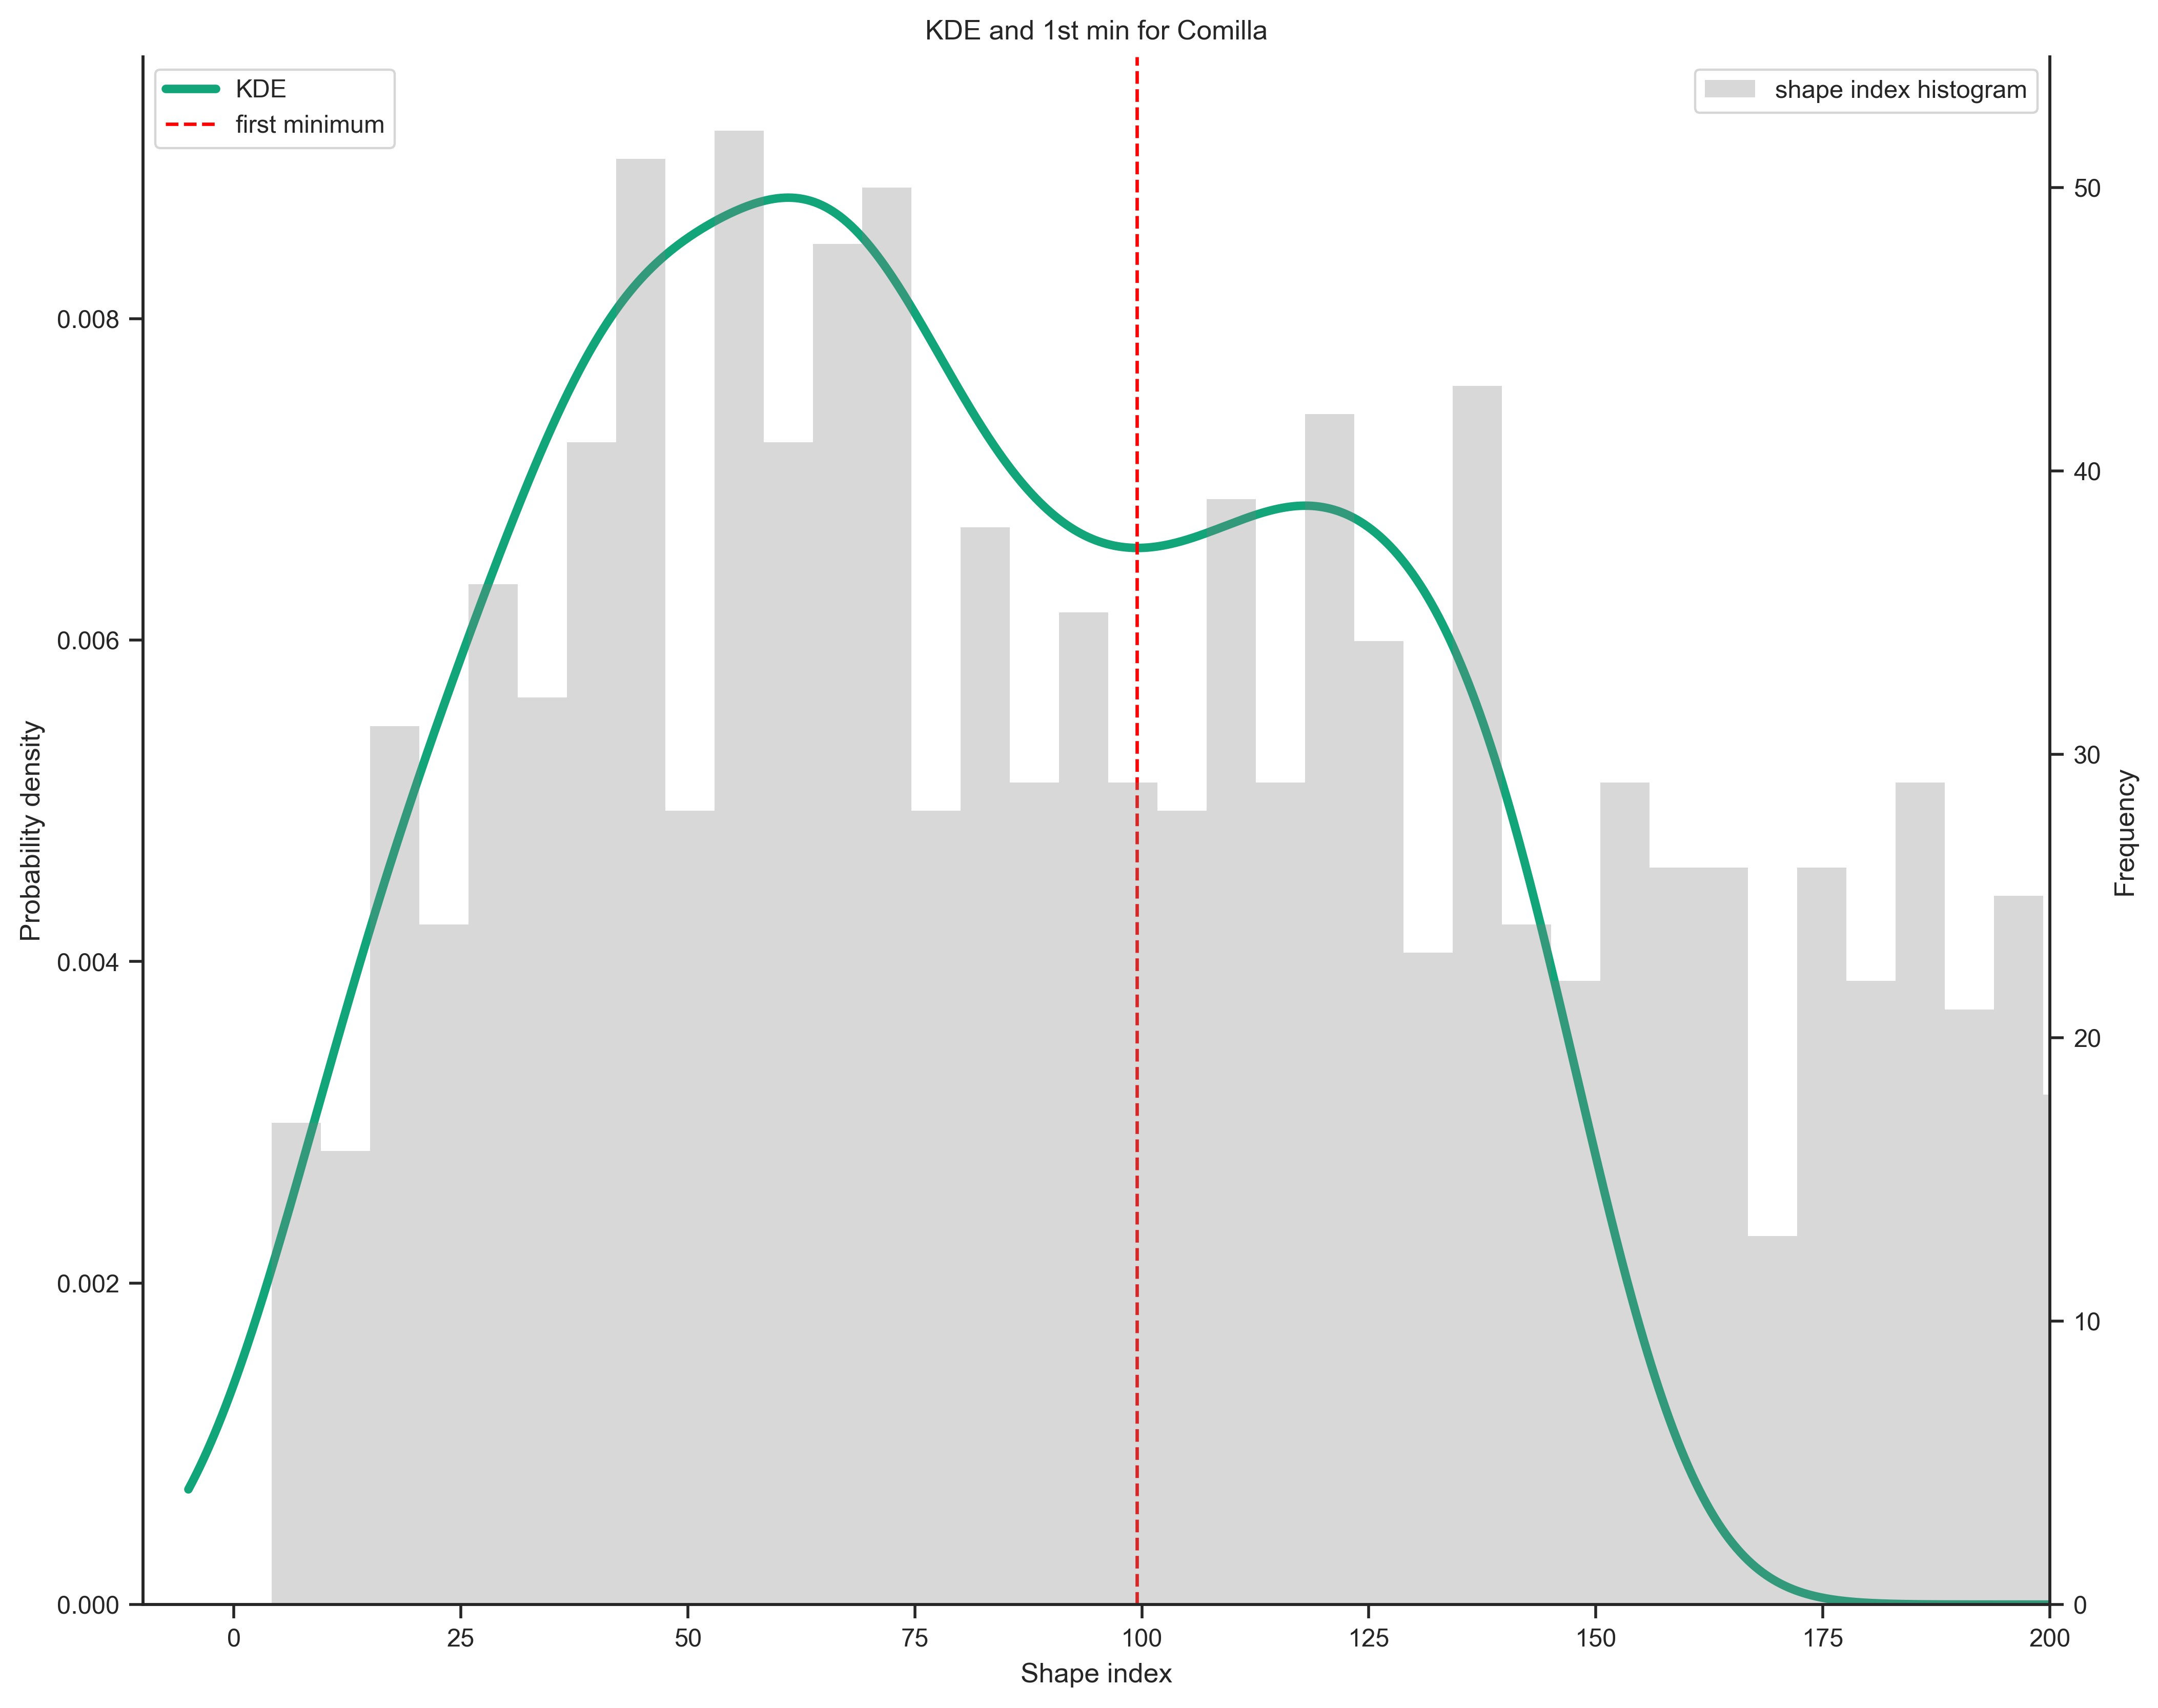 KDE and 1st min for Comilla
KDE
first minimum
shape index histogram
0.008
0.006
0.004
0.002
0.000
Probability density
50
40
30
20
10
0
Frequency
0
25
50
75
100
125
150
175
200
Shape index